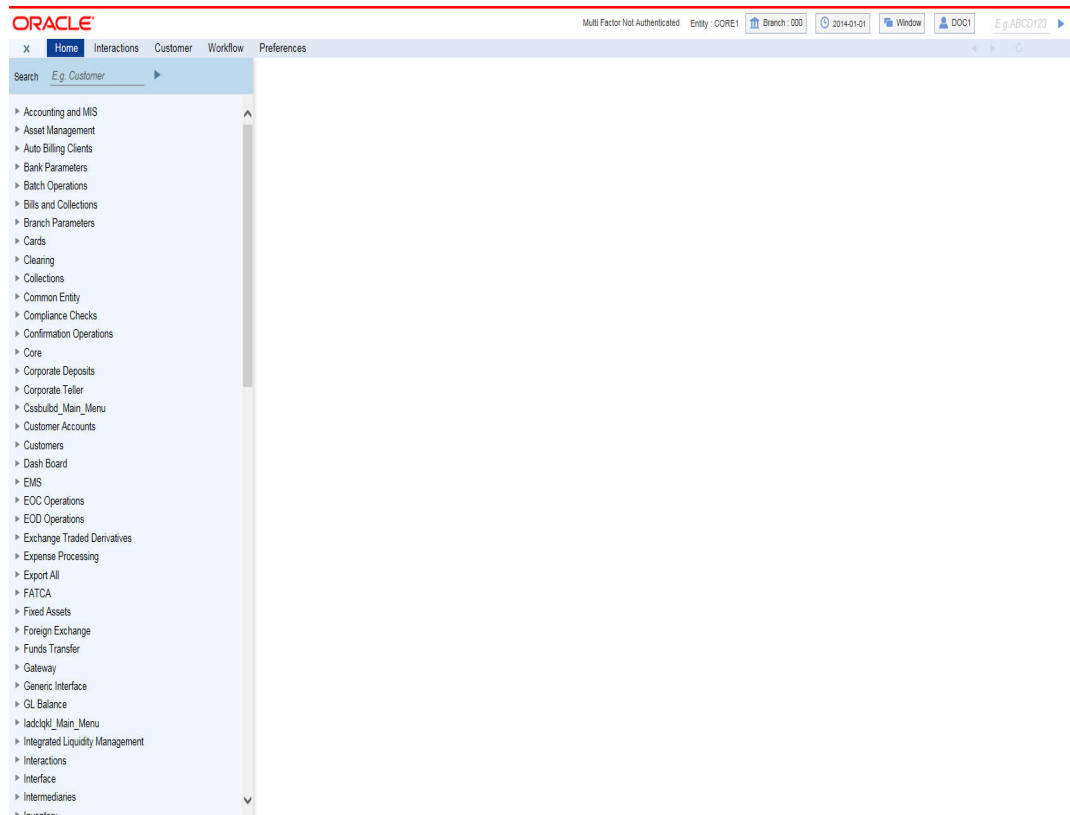 ORACLE
Multi Factor Not Authenticated Entity : CORE1 Branch : 000 2014-01-01 Window DOC1 E.g.ABCD123
X Home Interactions Customer Workflow Preferences
Search E.g. Customer
Accounting and MIS
Asset Management
Auto Billing Clients
Bank Parameters
Batch Operations
Bills and Collections
Branch Parameters
Cards
Clearing
Collections
Common Entity
Compliance Checks
Confirmation Operations
Core
Corporate Deposits
Corporate Teller
Cssbulbd_Main_Menu
Customer Accounts
Customers
Dash Board
EMS
EOC Operations
EOD Operations
Exchange Traded Derivatives
Expense Processing
Export All
FATCA
Fixed Assets
Foreign Exchange
Funds Transfer
Gateway
Generic Interface
GL Balance
Iadclqkl_Main_Menu
Integrated Liquidity Management
Interactions
Interface
Intermediaries